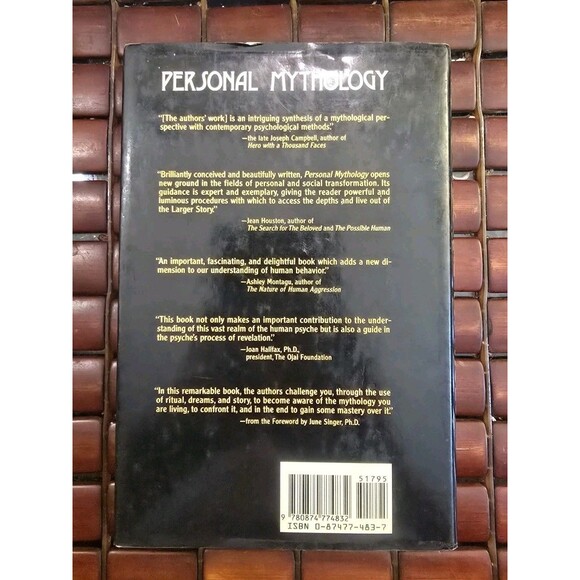 PERSONAL MYTHOLOGY
"[The authors' work] is an intriguing synthesis of a mythological per-
spective with contemporary psychological methods."
—the late Joseph Campbell, author of
Hero with a Thousand Faces
"Brilliantly conceived and beautifully written, Personal Mythology opens
new ground in the fields of personal and social transformation. Its
guidance is expert and exemplary, giving the reader powerful and
luminous procedures with which to access the depths and live out of
the Larger Story."
—Jean Houston, author of
The Search for The Beloved and The Possible Human
"An important, fascinating, and delightful book which adds a new di-
mension to our understanding of human behavior."
—Ashley Montagu, author of
The Nature of Human Aggression
"This book not only makes an important contribution to the under-
standing of this vast realm of the human psyche but is also a guide in
the psyche's process of revelation."
—Joan Halifax, Ph.D.,
president, The Ojai Foundation
"In this remarkable book, the authors challenge you, through the use
of ritual, dreams, and story, to become aware of the mythology you
are living, to confront it, and in the end to gain some mastery over it."
—from the Foreword by June Singer, Ph.D.
51795
9 780874 774832
ISBN 0-87477-483-7